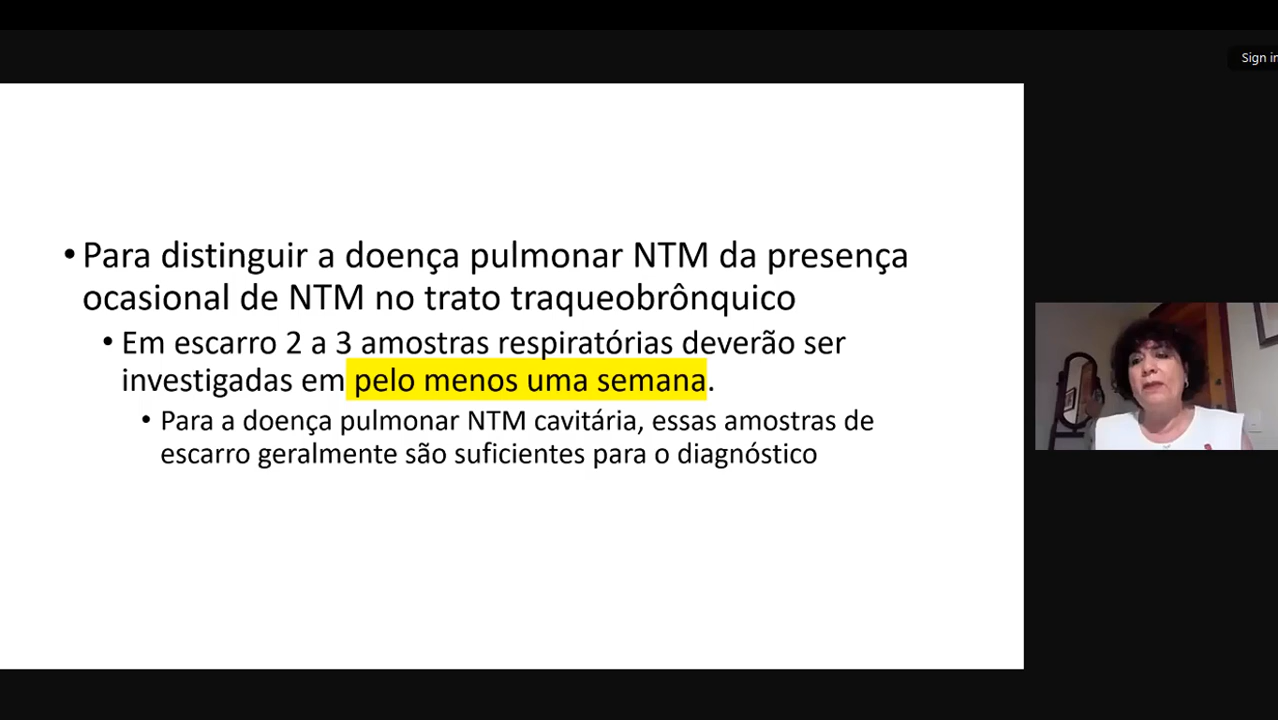 Sign in
• Para distinguir a doença pulmonar NTM da presença
ocasional de NTM no trato traqueobrônquico
• Em escarro 2 a 3 amostras respiratórias deverão ser
investigadas em pelo menos uma semana.
• Para a doença pulmonar NTM cavitária, essas amostras de
escarro geralmente são suficientes para o diagnóstico